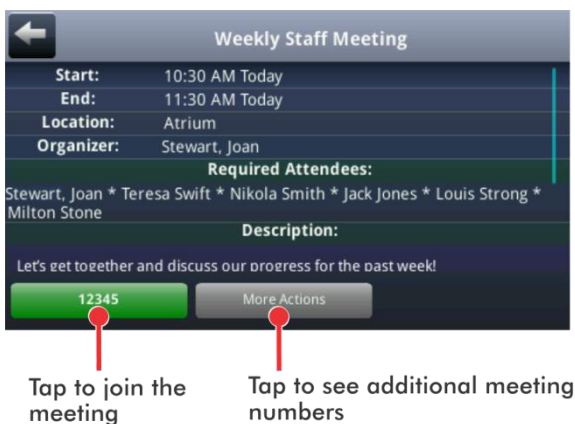 Weekly Staff Meeting
Start: 10:30 AM Today
End: 11:30 AM Today
Location: Atrium
Organizer: Stewart, Joan
Required Attendees:
Stewart, Joan * Teresa Swift * Nikola Smith * Jack Jones * Louis Strong *
Milton Stone
Description:
Let's get together and discuss our progress for the past week!
12345 More Actions
Tap to join the
meeting
Tap to see additional meeting
numbers